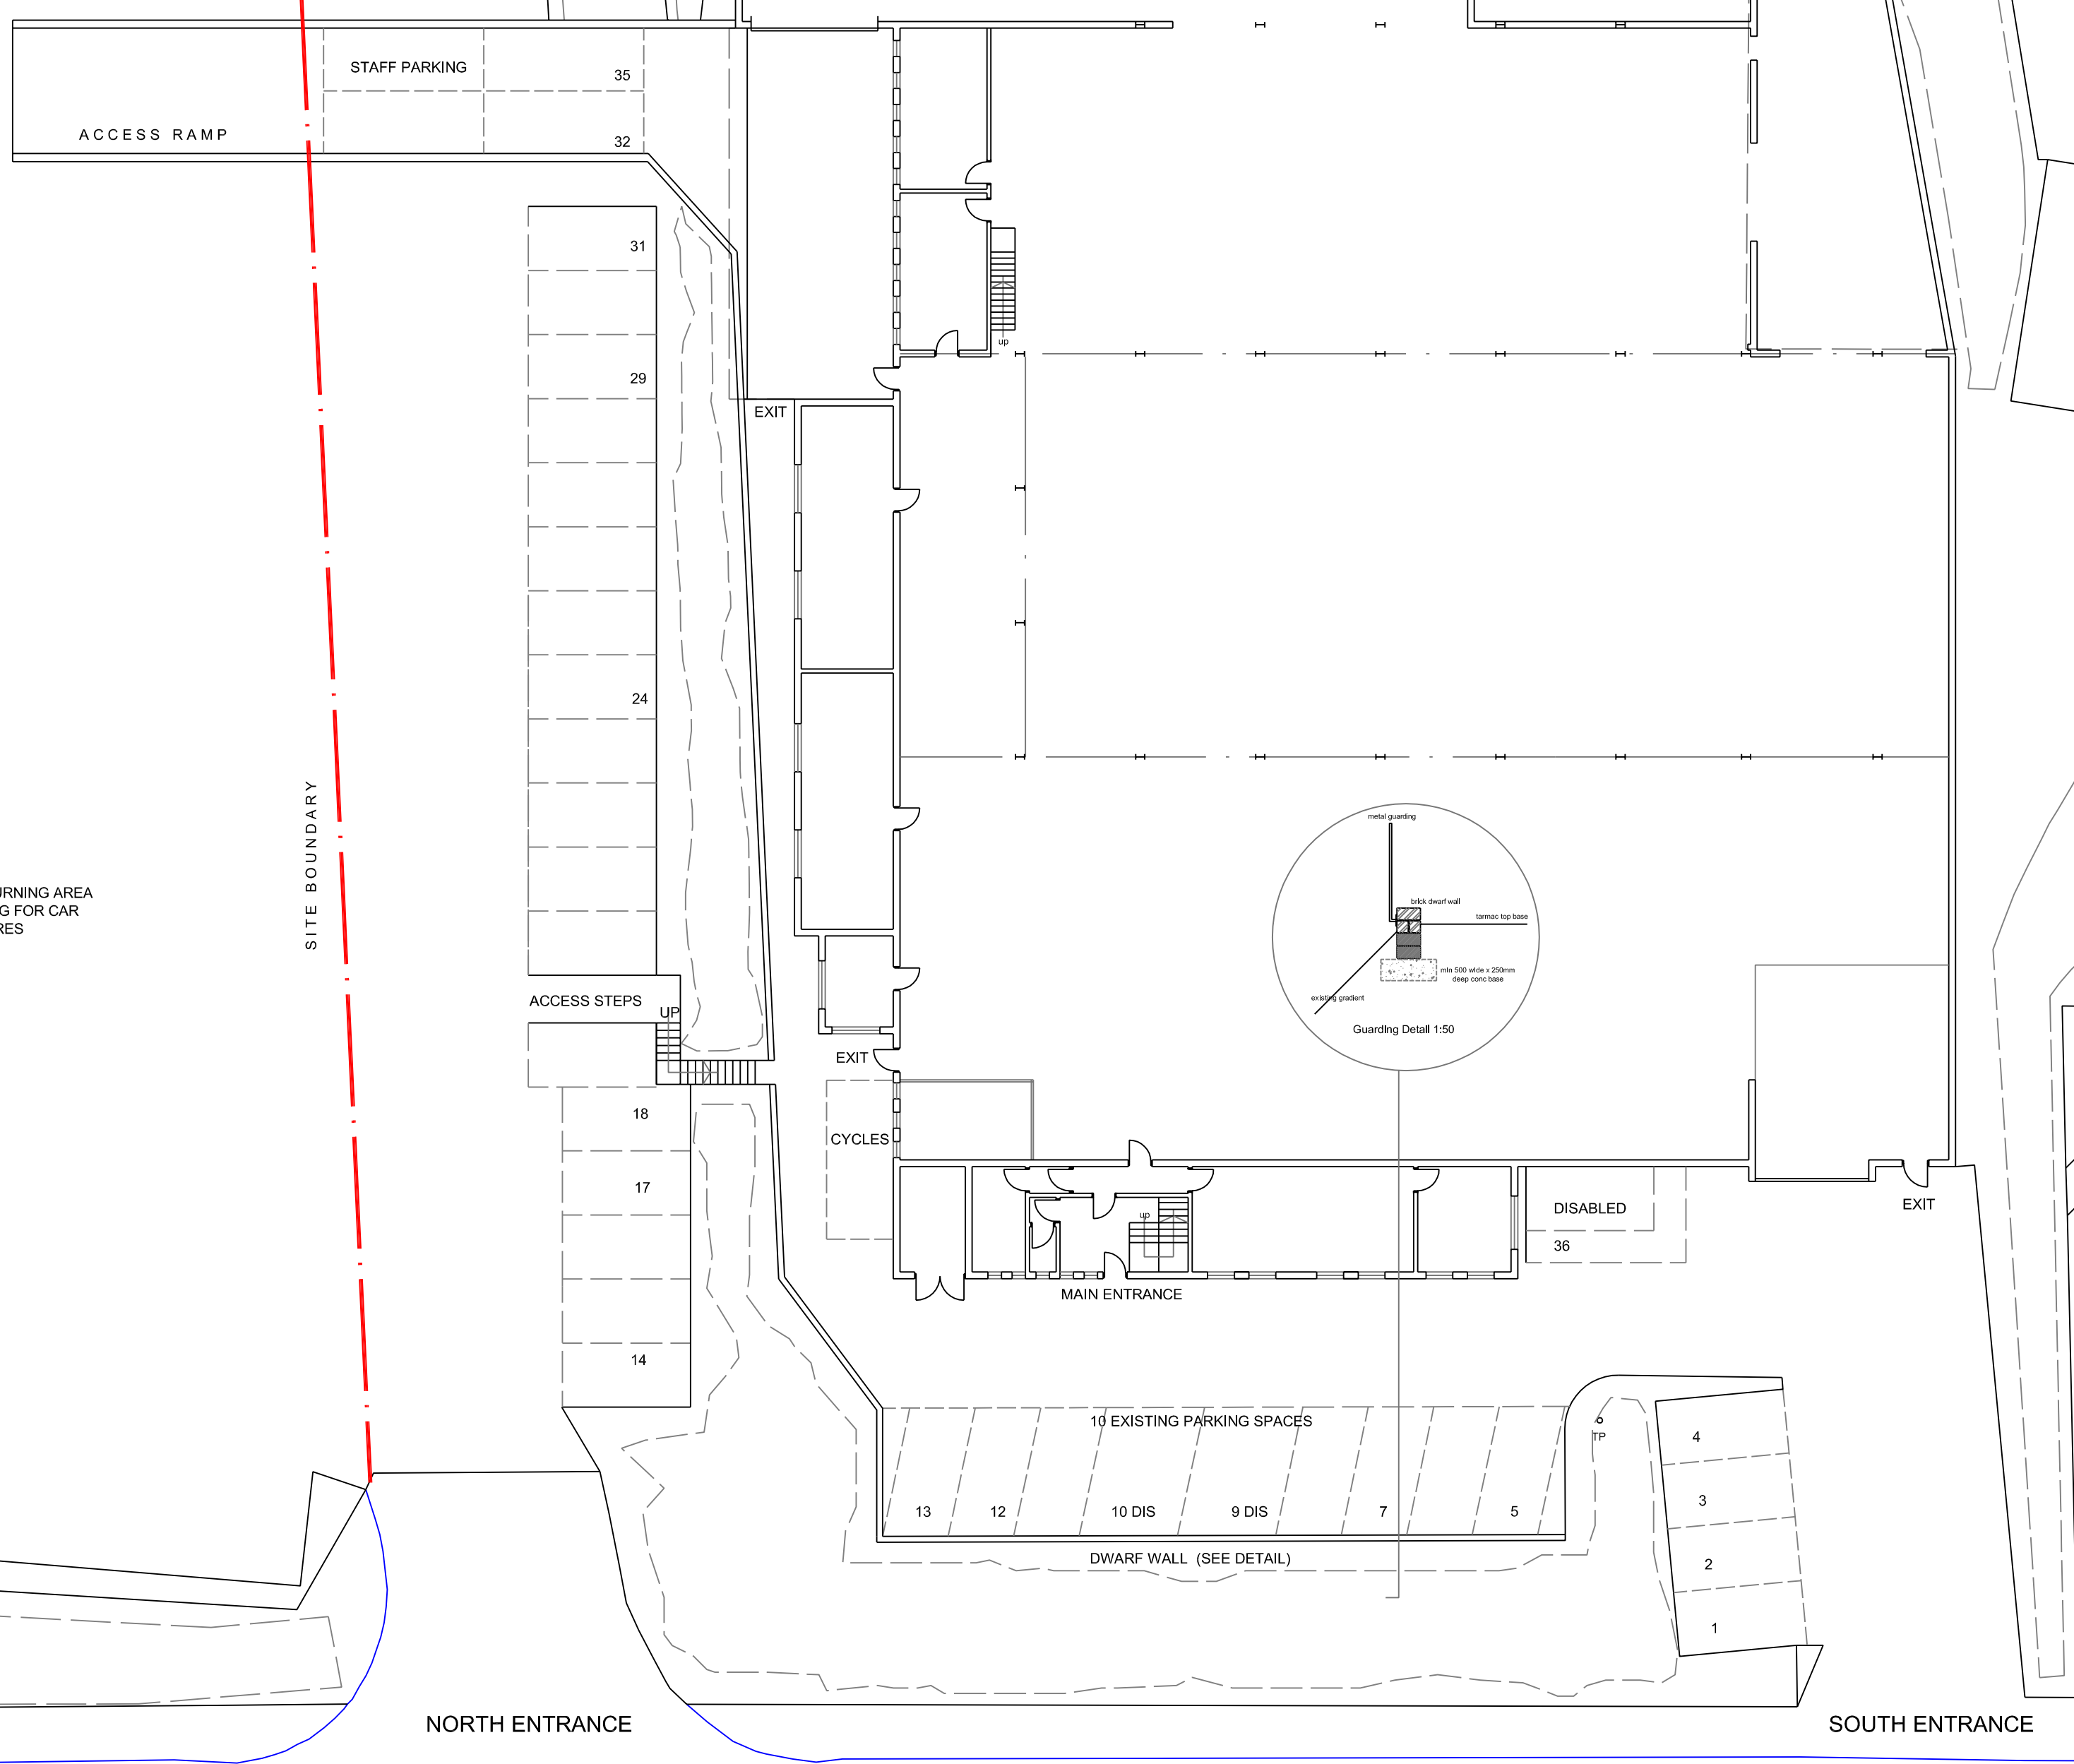 STAFF PARKING
35
ACCESS RAMP
32
31
up
29
EXIT
24
SITE BOUNDARY
metal guarding
brick dwarf wall
tarmac top base
min 500 wide x 250mm
deep conc base
existing gradient
Guarding Detail 1:50
URNING AREA
G FOR CAR
RES
ACCESS STEPS
UP
EXIT
18
CYCLES
17
up
DISABLED
36
EXIT
MAIN ENTRANCE
14
10 EXISTING PARKING SPACES
TP
4
13
12
10 DIS
9 DIS
7
5
3
DWARF WALL (SEE DETAIL)
2
1
NORTH ENTRANCE
SOUTH ENTRANCE